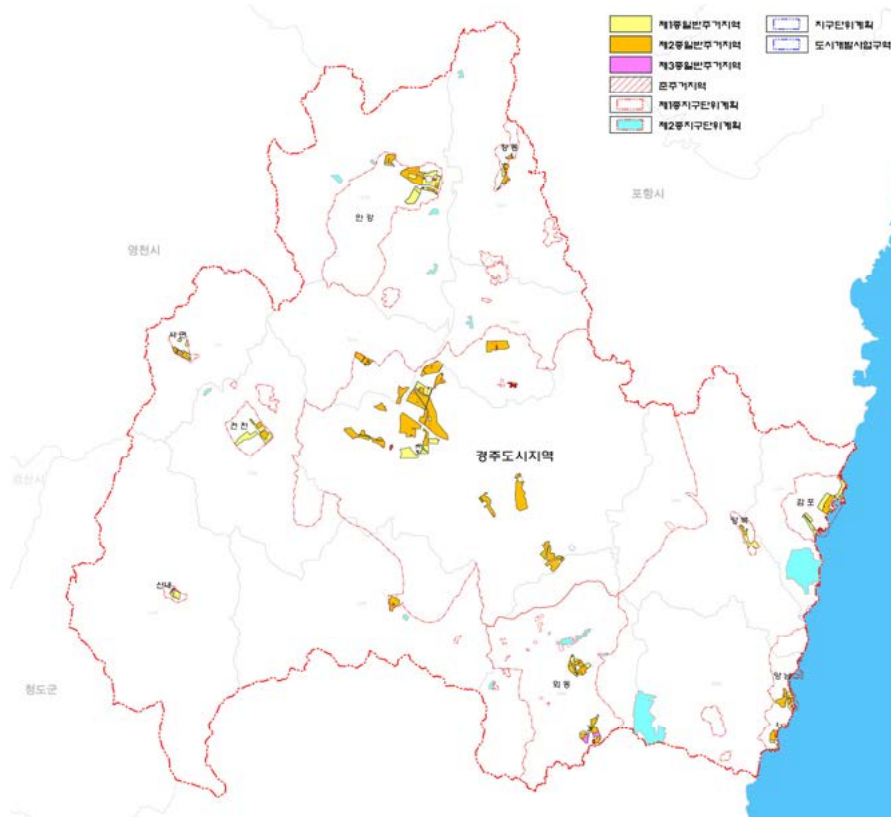 제1종일반주거지역
지구단위계획
제2종일반주거지역
도시개발사업구역
제3종일반주거지역
준주거지역
제1종지구단위계획
제2종지구단위계획
포항시
안강
영천시
서면
건천
경주도시지역
감포
양북
산내
양남
외동
청도군